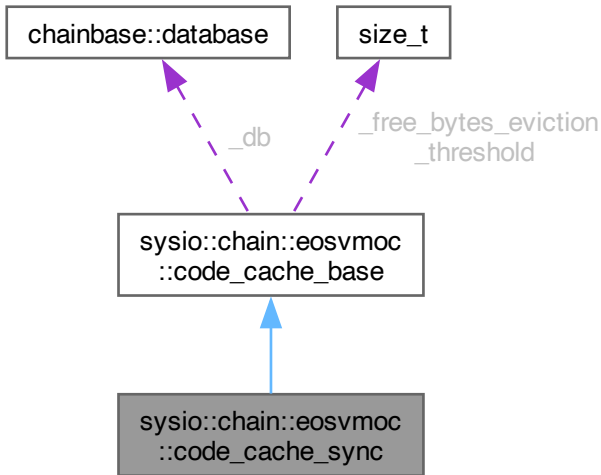 chainbase::database
size_t
_db
_free_bytes_eviction
_threshold
sysio::chain::eosvmoc
::code_cache_base
sysio::chain::eosvmoc
::code_cache_sync